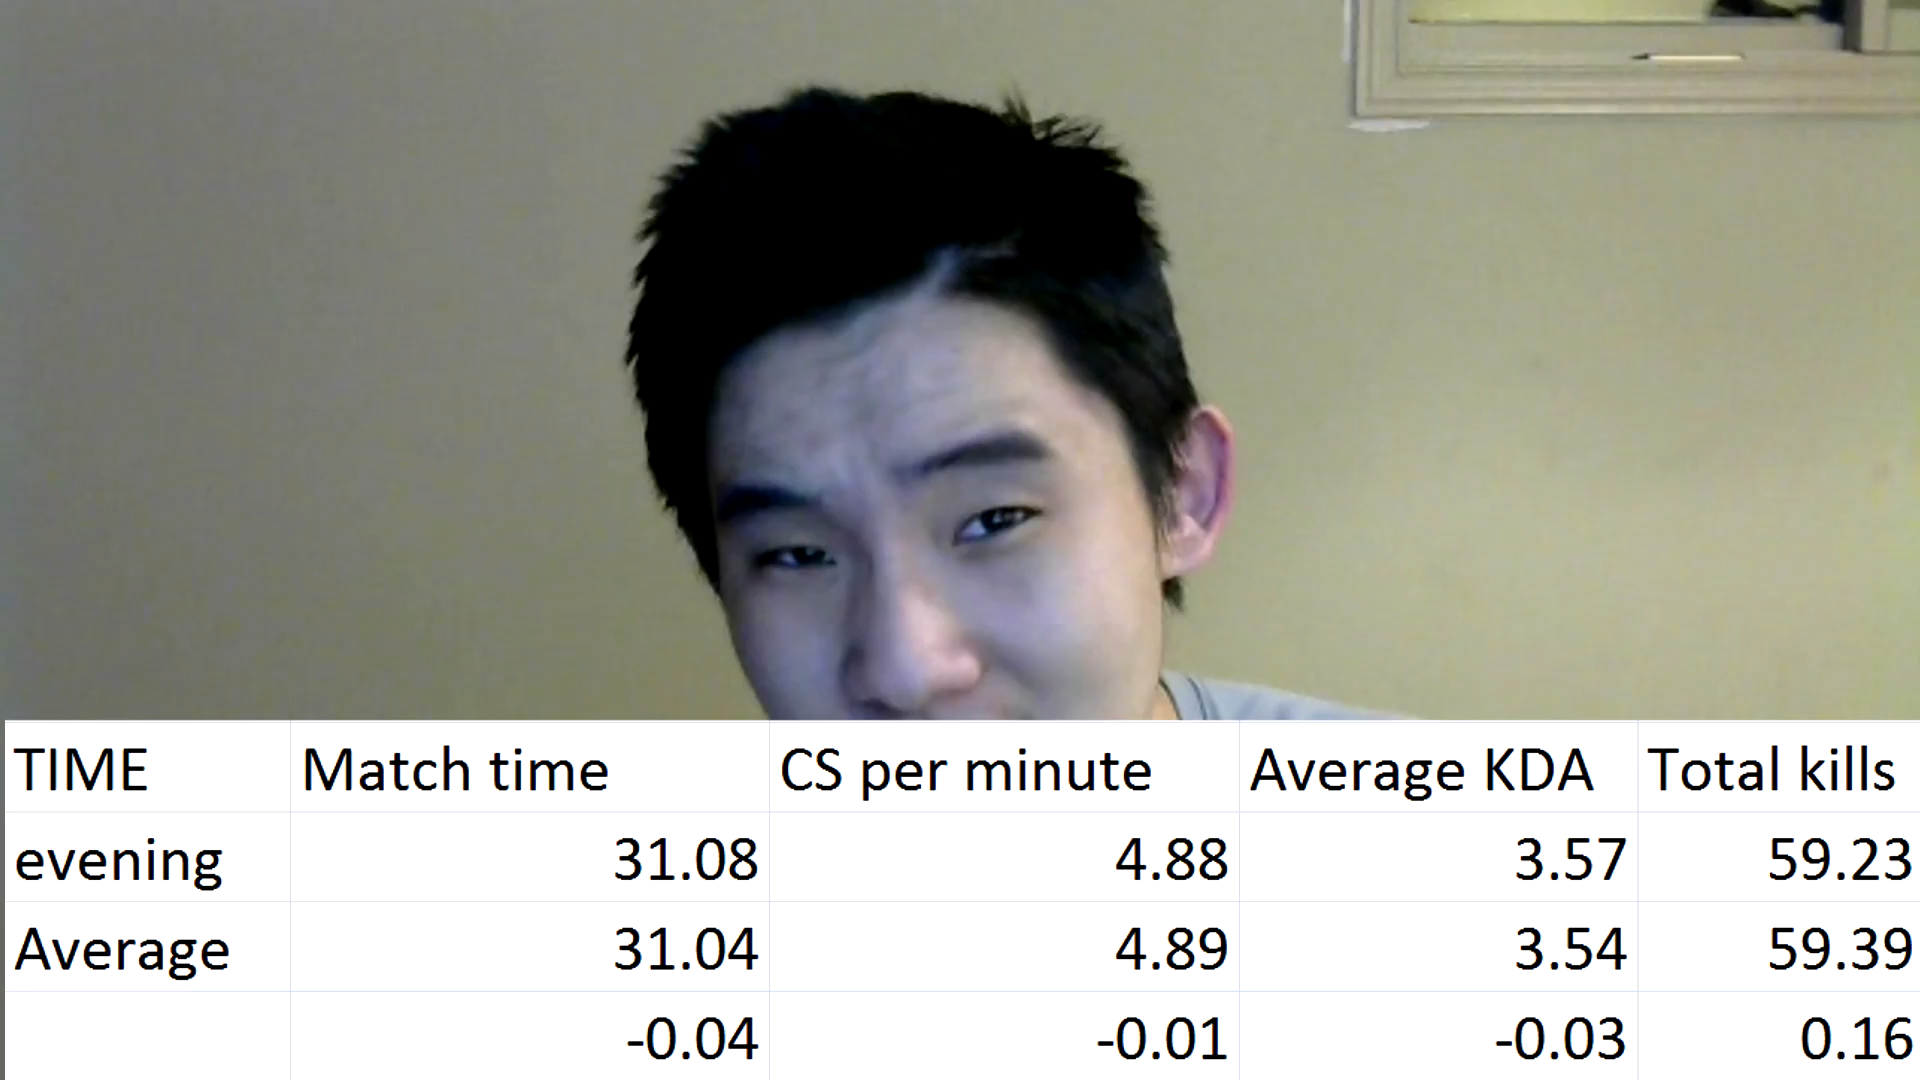 TIME Match time CS per minute Average KDA Total kills
evening 31.08 4.88 3.57 59.23
Average 31.04 4.89 3.54 59.39
-0.04 -0.01 -0.03 0.16